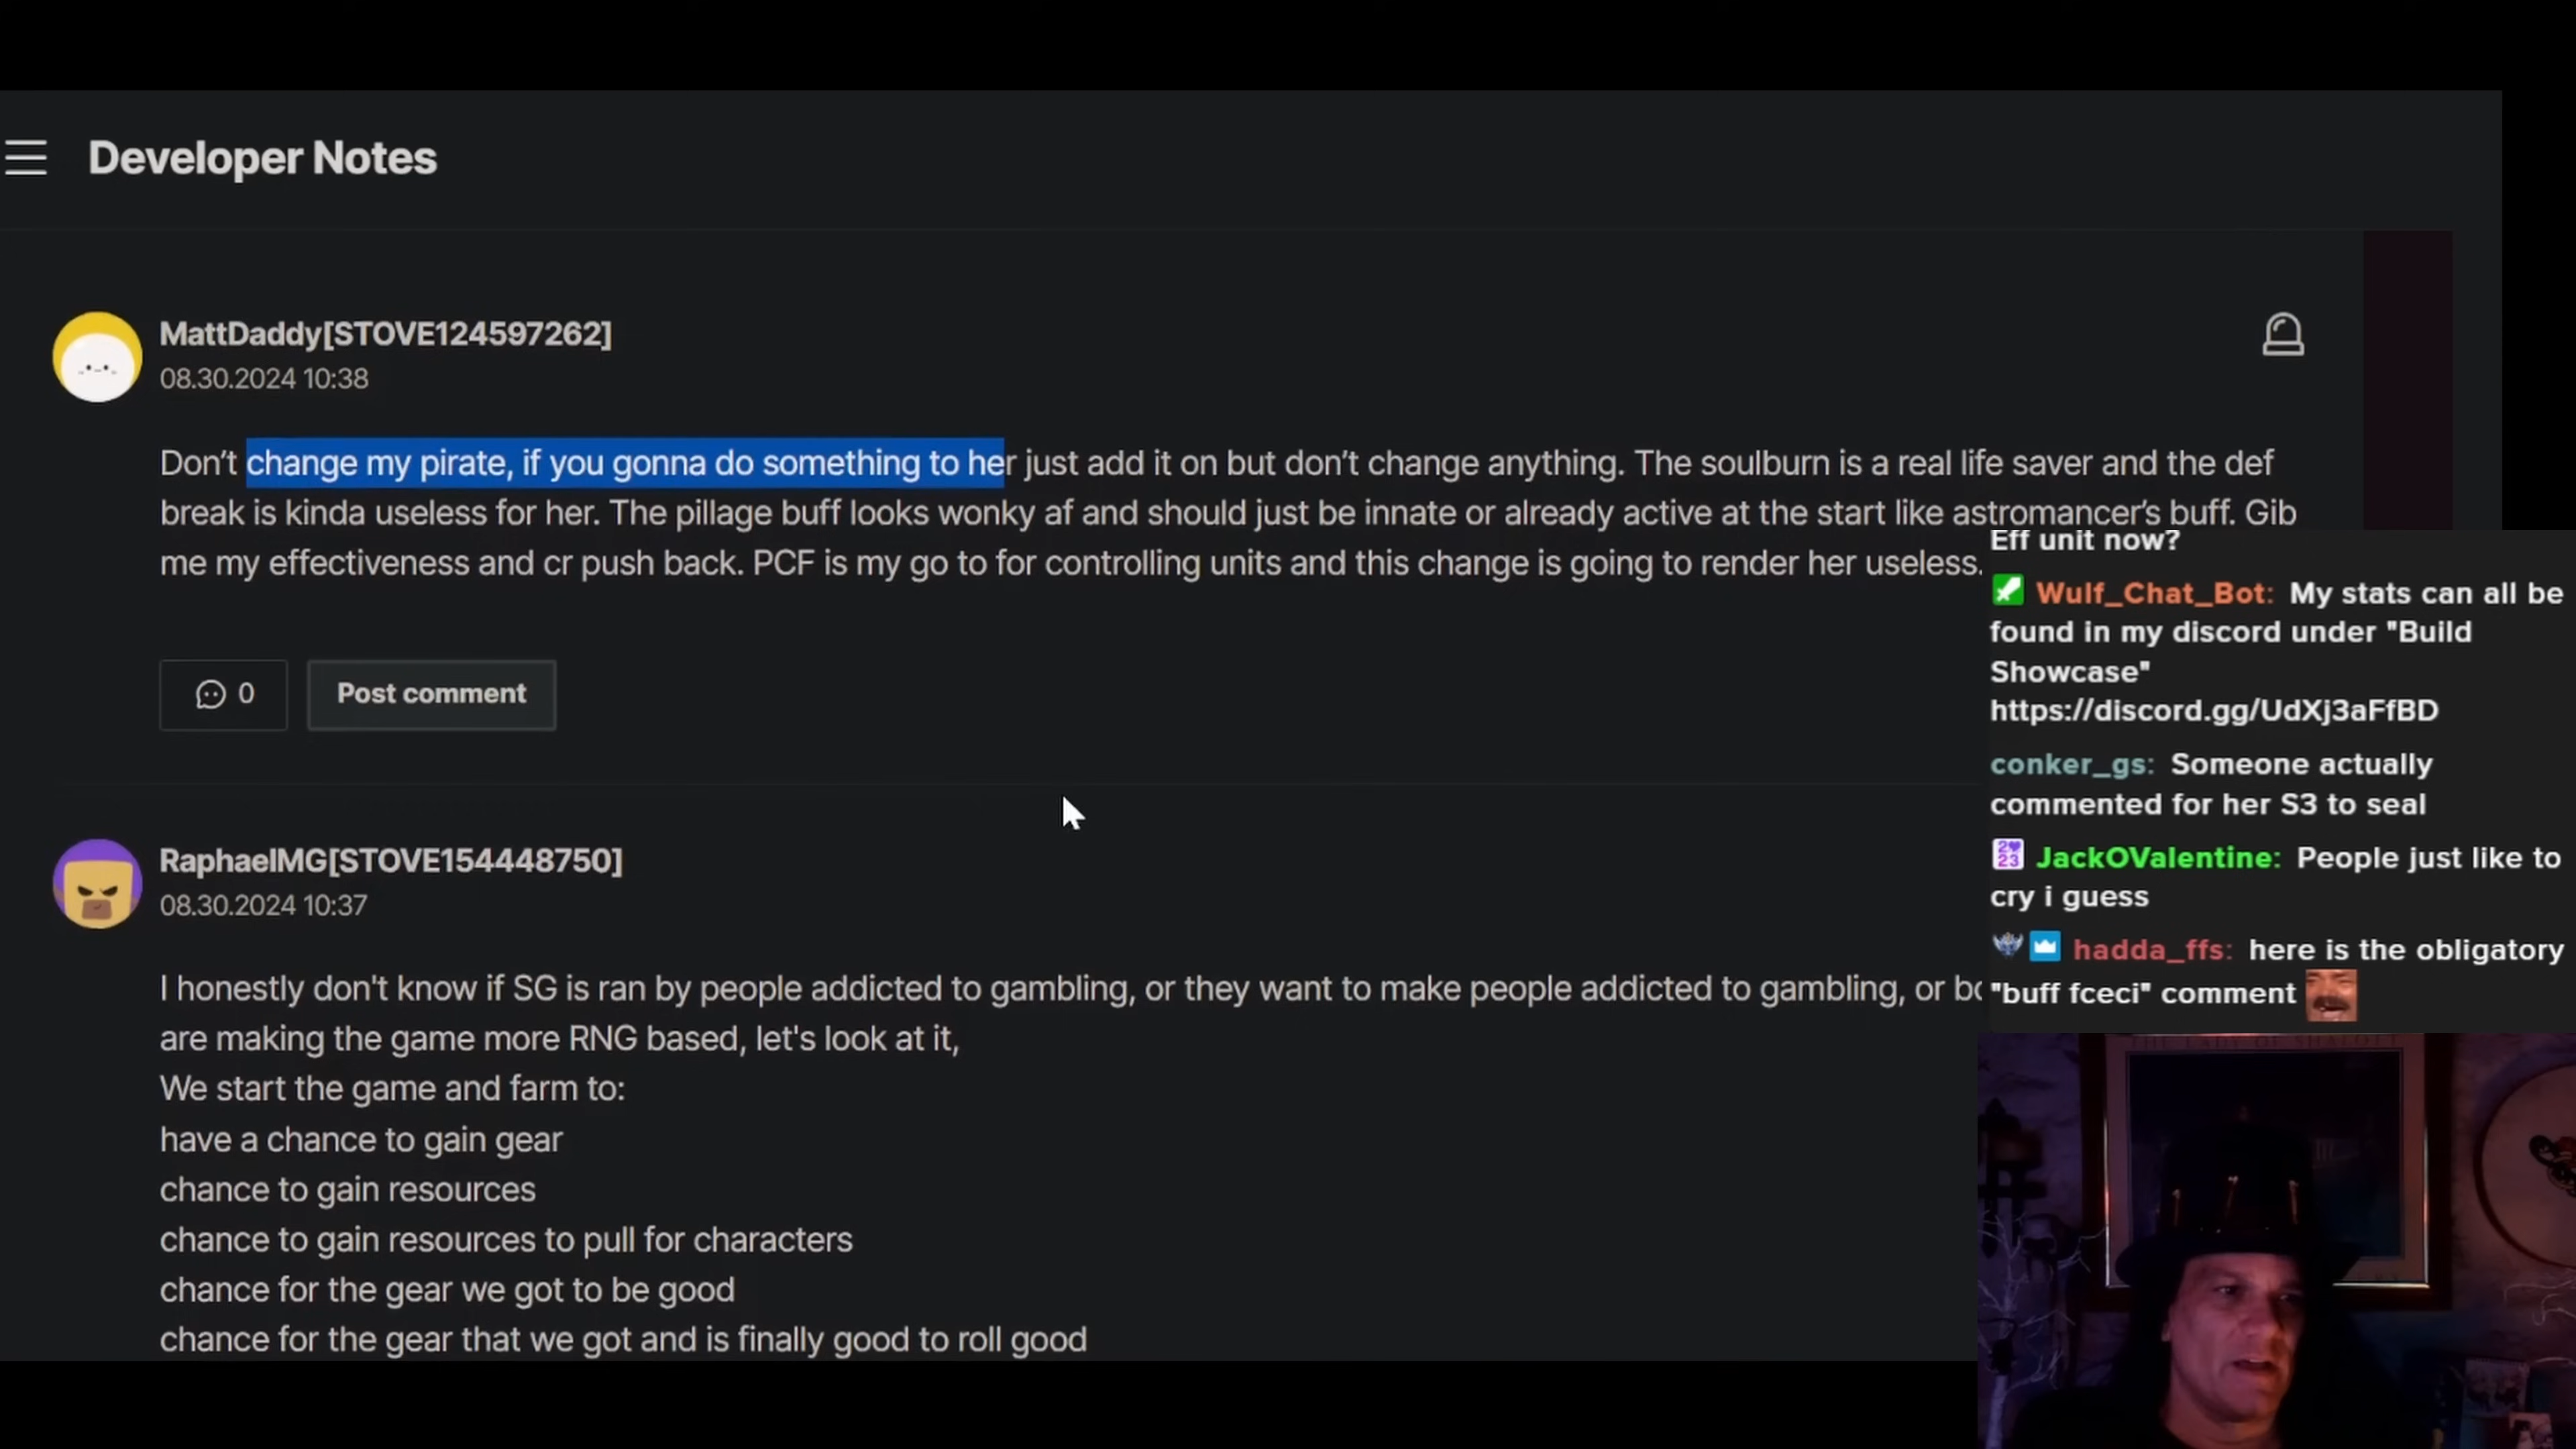 Developer Notes
MattDaddy[STOVE124597262]
08.30.2024 10:38
Don't change my pirate, if you gonna do something to her just add it on but don't change anything. The soulburn is a real life saver and the def
break is kinda useless for her. The pillage buff looks wonky af and should just be innate or already active at the start like astromancer's buff. Gib
me my effectiveness and cr push back. PCF is my go to for controlling units and this change is going to render her useless.
0
Post comment
RaphaelMG[STOVE154448750]
08.30.2024 10:37
I honestly don't know if SG is ran by people addicted to gambling, or they want to make people addicted to gambling, or
are making the game more RNG based, let's look at it,
We start the game and farm to:
have a chance to gain gear
chance to gain resources
chance to gain resources to pull for characters
chance for the gear we got to be good
chance for the gear that we got and is finally good to roll good
Eff unit now?
Wulf_Chat_Bot: My stats can all be
found in my discord under "Build
Showcase"
https://discord.gg/UdXj3aFfBD
conker_gs: Someone actually
commented for her S3 to seal
JackOValentine: People just like to
cry i guess
hadda_ffs: here is the obligatory
"buff fceci" comment
THE LADY OF SHALOTT